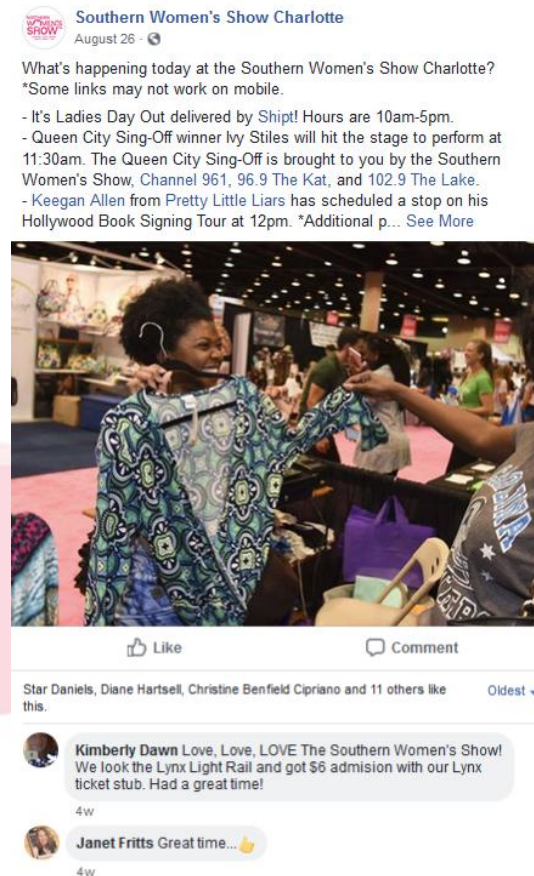 SOUTHERN
WOMEN'S
SHOW
Southern Women's Show Charlotte
August 26 ·
What's happening today at the Southern Women's Show Charlotte?
*Some links may not work on mobile.
- It's Ladies Day Out delivered by Shipt! Hours are 10am-5pm.
- Queen City Sing-Off winner Ivy Stiles will hit the stage to perform at
11:30am. The Queen City Sing-Off is brought to you by the Southern
Women's Show, Channel 961, 96.9 The Kat, and 102.9 The Lake.
- Keegan Allen from Pretty Little Liars has scheduled a stop on his
Hollywood Book Signing Tour at 12pm. *Additional p... See More
Like
Comment
Star Daniels, Diane Hartsell, Christine Benfield Cipriano and 11 others like
this.
Oldest
Kimberly Dawn Love, Love, LOVE The Southern Women's Show!
We look the Lynx Light Rail and got $6 admision with our Lynx
ticket stub. Had a great time!
4w
Janet Fritts Great time...👍
4w